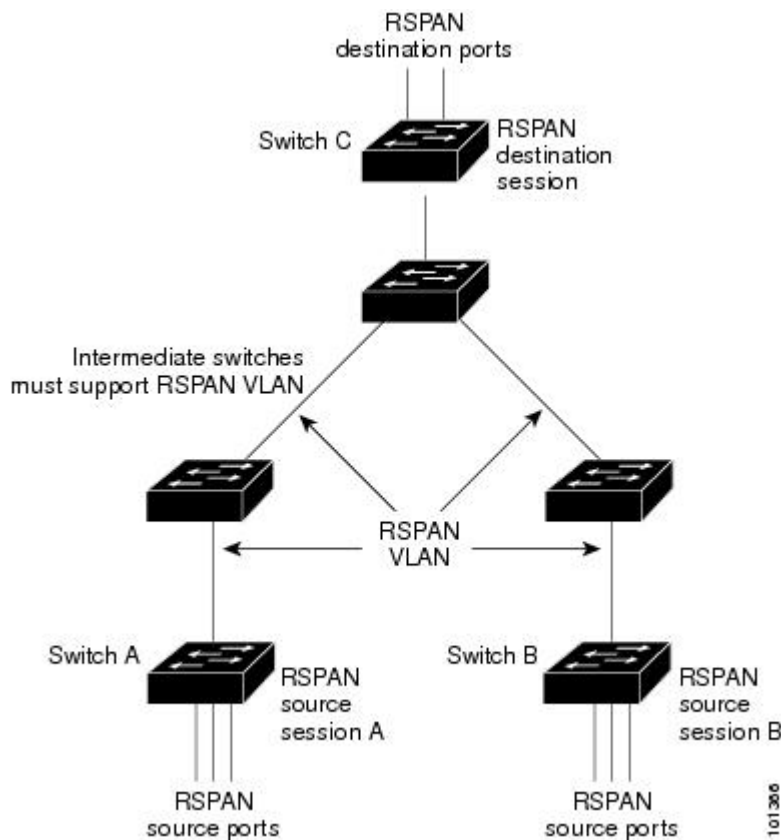 RSPAN
destination ports
Switch C
RSPAN
destination
session
Intermediate switches
must support RSPAN VLAN
RSPAN
VLAN
Switch A
RSPAN
source
session A
Switch B
RSPAN
source
session B
RSPAN
source ports
RSPAN
source ports
101366